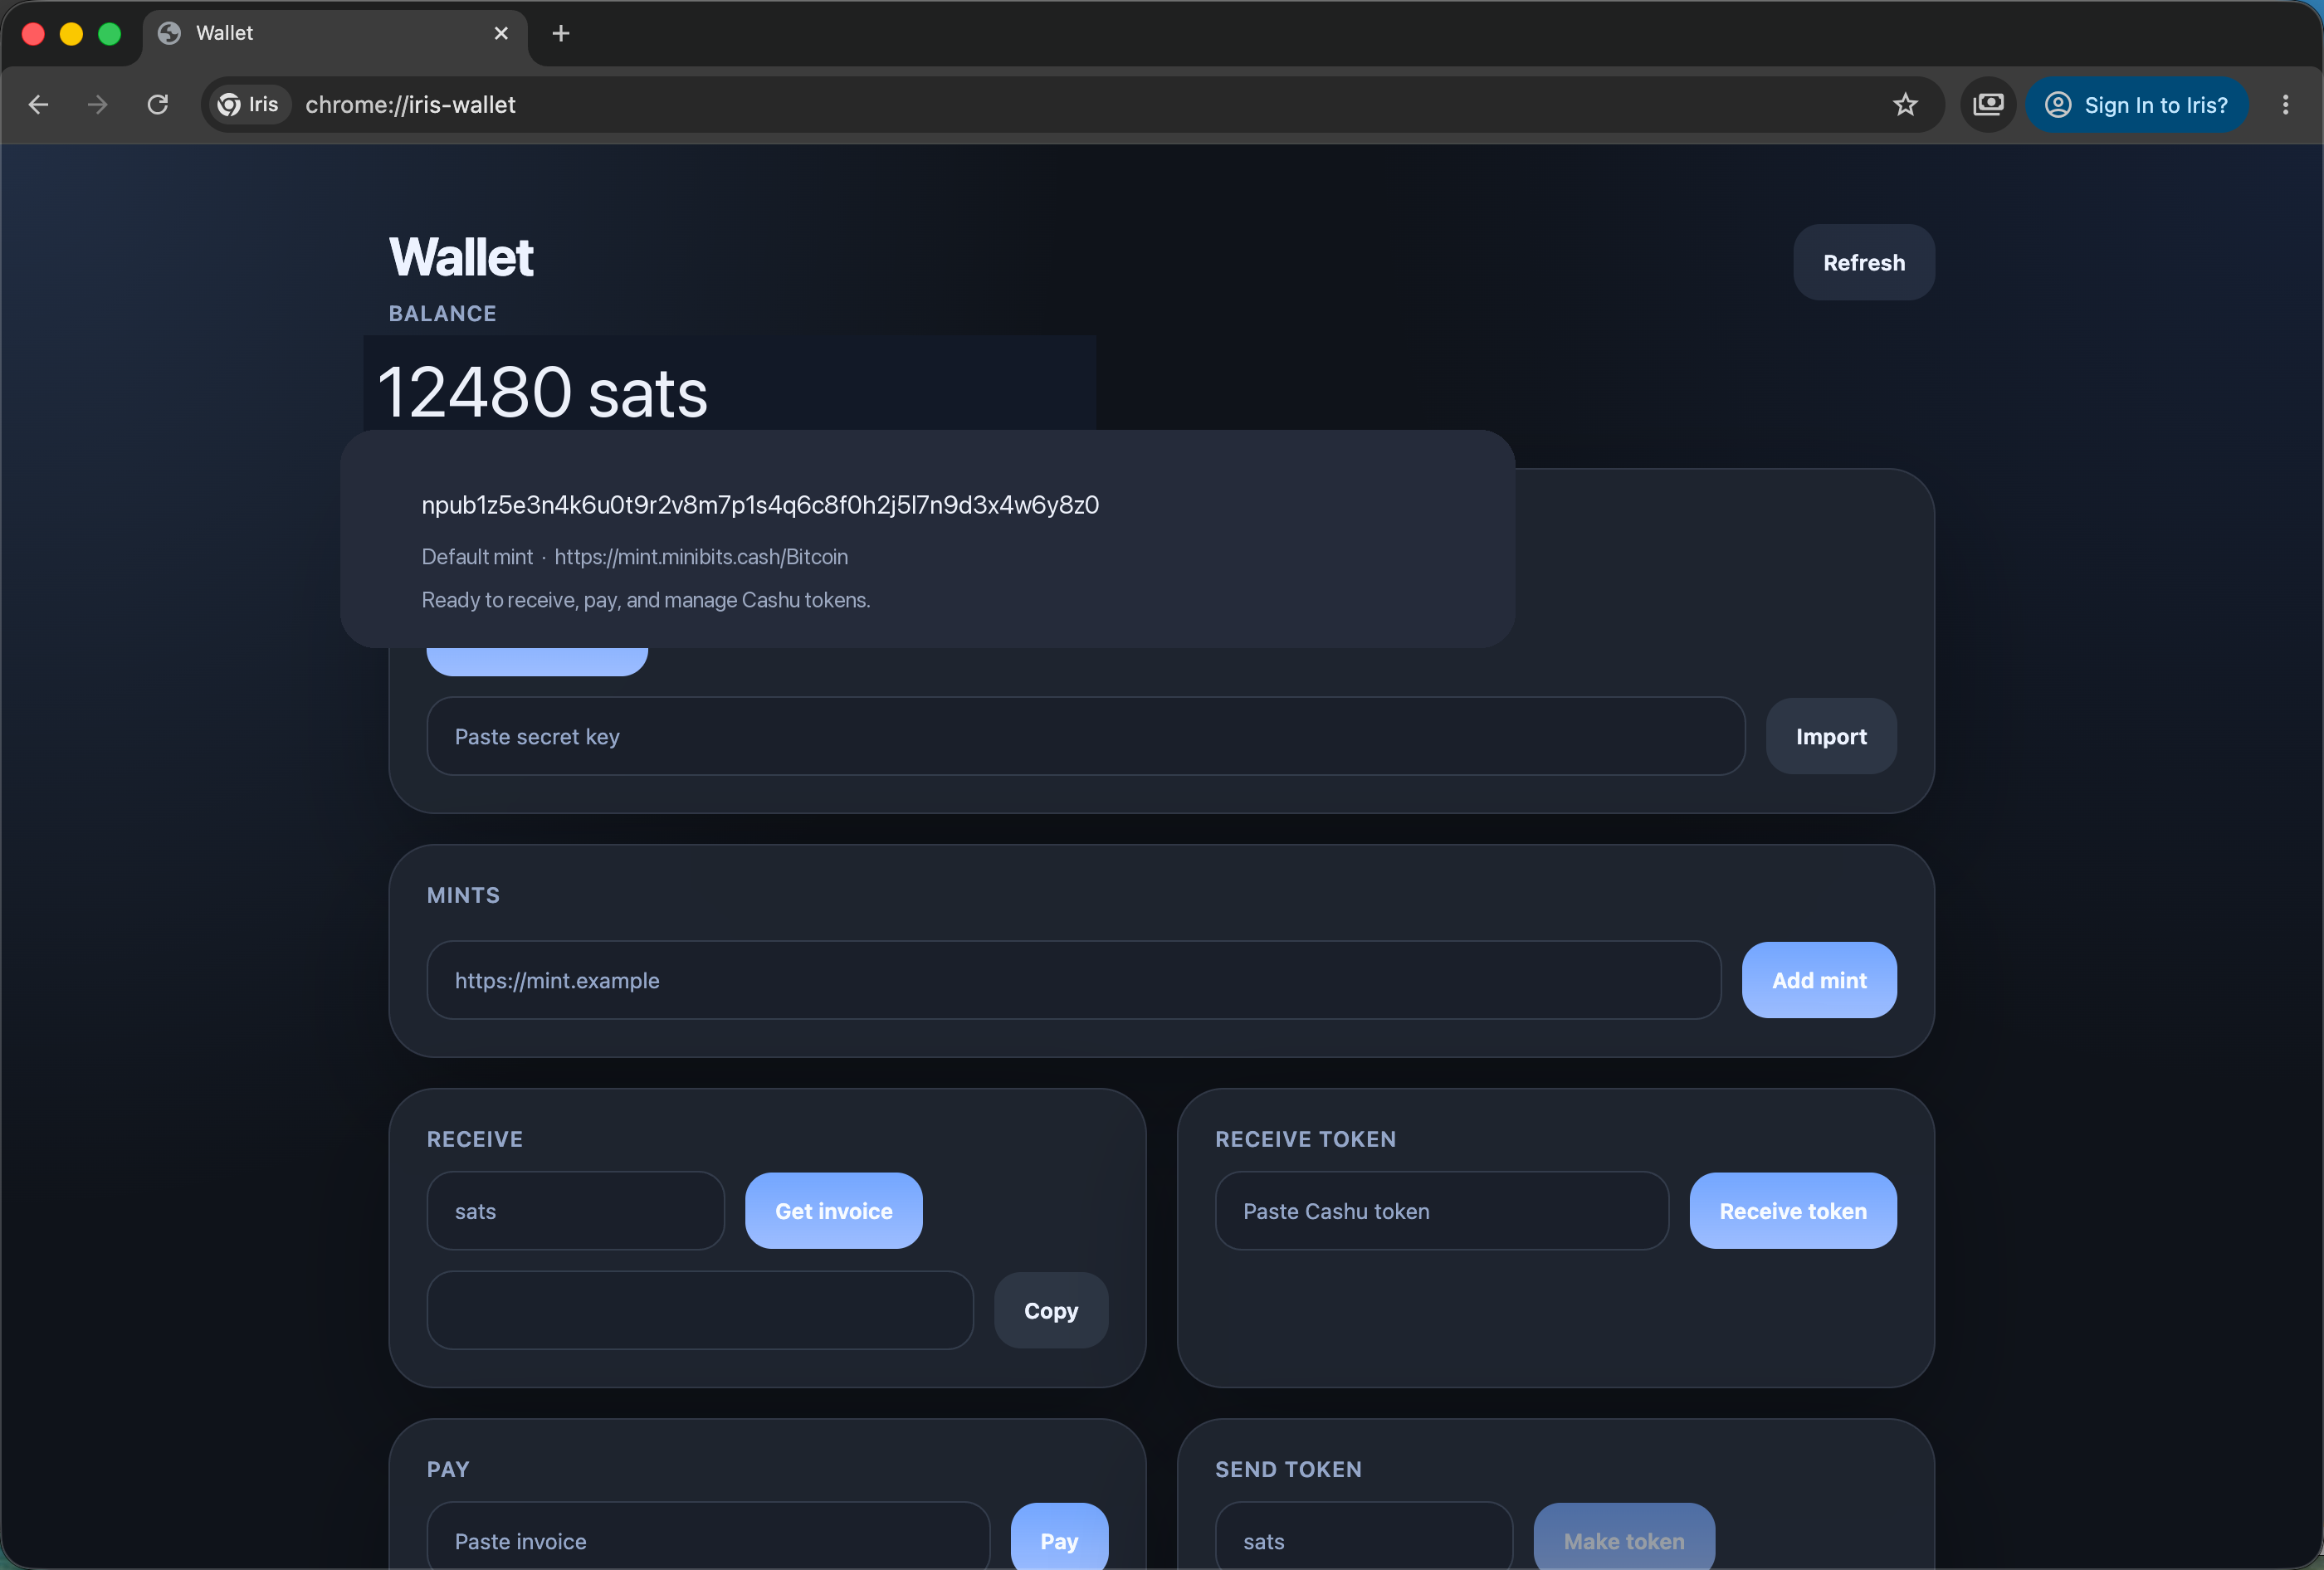 Wallet
Iris chrome://iris-wallet Sign In to Iris?
Wallet
Refresh
BALANCE
12480 sats
npub1z5e3n4k6u0t9r2v8m7p1s4q6c8f0h2j5l7n9d3x4w6y8z0
Default mint · https://mint.minibits.cash/Bitcoin
Ready to receive, pay, and manage Cashu tokens.
Paste secret key Import
MINTS
https://mint.example Add mint
RECEIVE
sats Get invoice
Copy
RECEIVE TOKEN
Paste Cashu token Receive token
PAY
Paste invoice Pay
SEND TOKEN
sats Make token